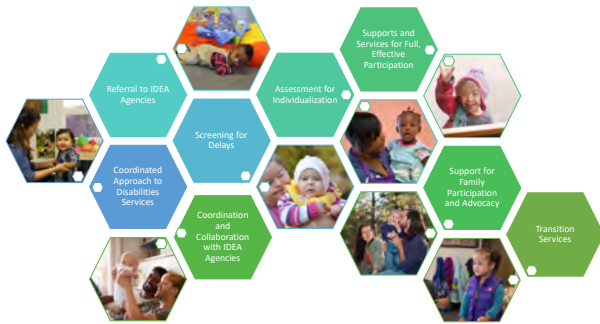 Supports and
Services for Full,
Effective
Participation
Referral to IDEA
Agencies
Assessment for
Individualization
Screening for
Delays
Coordinated
Approach to
Disabilities
Services
Support for
Family
Participation
and Advocacy
Coordination
and
Collaboration
with IDEA
Agencies
Transition
Services